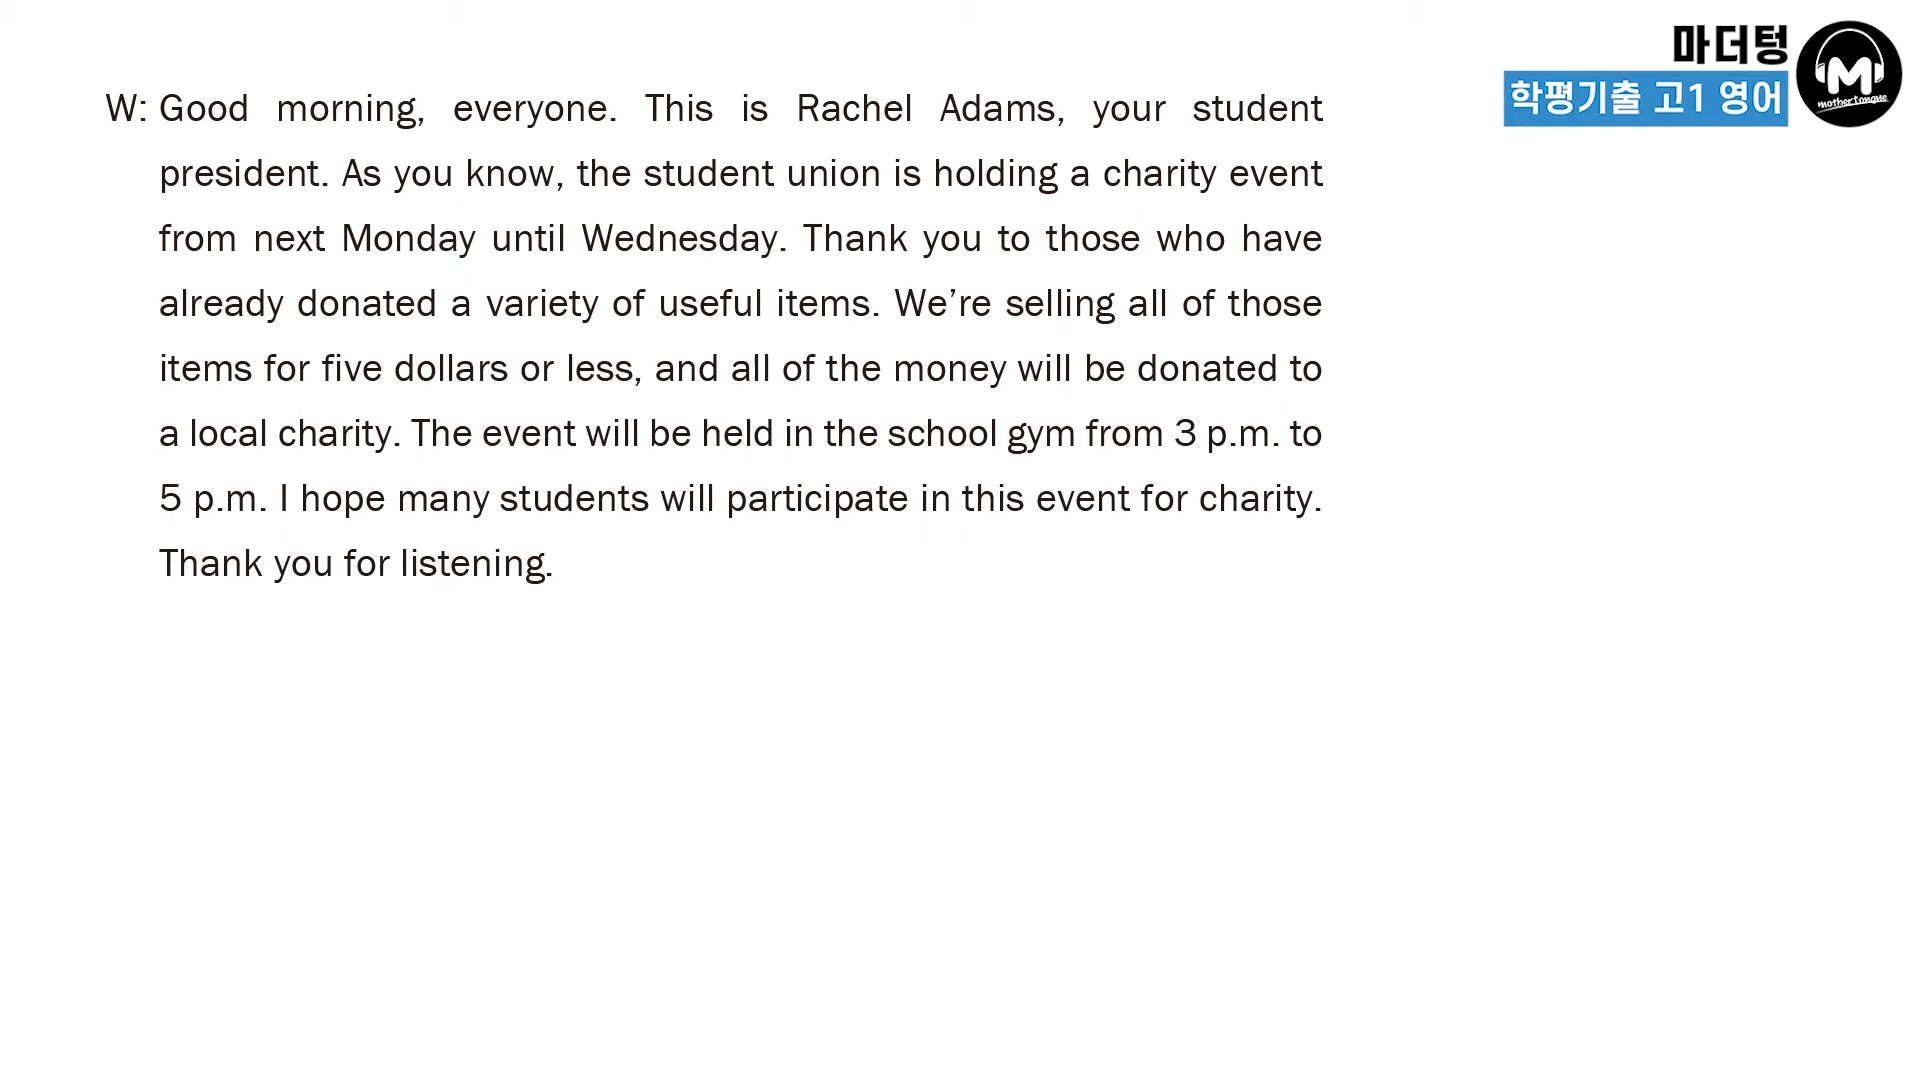 마더텅
학평기출 고1 영어
M
mothertongue
W: Good morning, everyone. This is Rachel Adams, your student
president. As you know, the student union is holding a charity event
from next Monday until Wednesday. Thank you to those who have
already donated a variety of useful items. We’re selling all of those
items for five dollars or less, and all of the money will be donated to
a local charity. The event will be held in the school gym from 3 p.m. to
5 p.m. I hope many students will participate in this event for charity.
Thank you for listening.